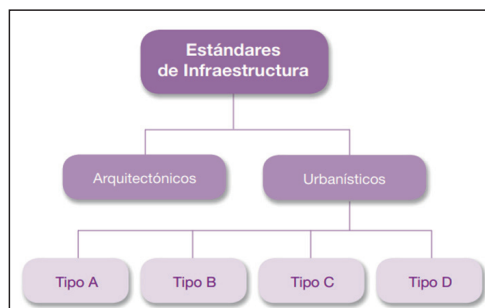 Estándares
de Infraestructura
Arquitectónicos
Urbanísticos
Tipo A
Tipo B
Tipo C
Tipo D